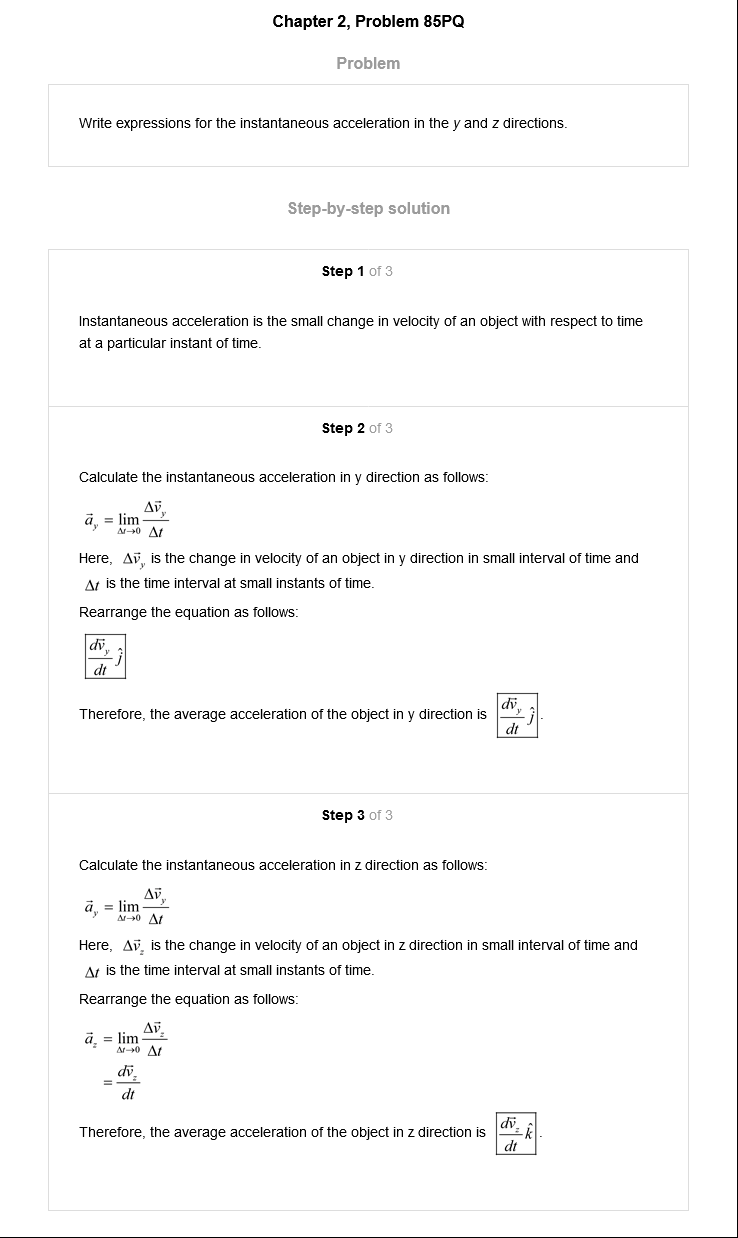 Chapter 2, Problem 85PQ
Problem
Write expressions for the instantaneous acceleration in the y and z directions.
Step-by-step solution
Step 1 of 3
Instantaneous acceleration is the small change in velocity of an object with respect to time
at a particular instant of time.
Step 2 of 3
Calculate the instantaneous acceleration in y direction as follows:
$\vec{a}_y = \lim_{\Delta t \to 0} \frac{\Delta \vec{v}_y}{\Delta t}$
Here, $\Delta \vec{v}_y$ is the change in velocity of an object in y direction in small interval of time and
$\Delta t$ is the time interval at small instants of time.
Rearrange the equation as follows:
$\boxed{\frac{d\vec{v}_y}{dt} \hat{j}}$
Therefore, the average acceleration of the object in y direction is $\boxed{\frac{d\vec{v}_y}{dt} \hat{j}}$.
Step 3 of 3
Calculate the instantaneous acceleration in z direction as follows:
$\vec{a}_y = \lim_{\Delta t \to 0} \frac{\Delta \vec{v}_y}{\Delta t}$
Here, $\Delta \vec{v}_z$ is the change in velocity of an object in z direction in small interval of time and
$\Delta t$ is the time interval at small instants of time.
Rearrange the equation as follows:
$\vec{a}_z = \lim_{\Delta t \to 0} \frac{\Delta \vec{v}_z}{\Delta t}$
$= \frac{d\vec{v}_z}{dt}$
Therefore, the average acceleration of the object in z direction is $\boxed{\frac{d\vec{v}_z}{dt} \hat{k}}$.